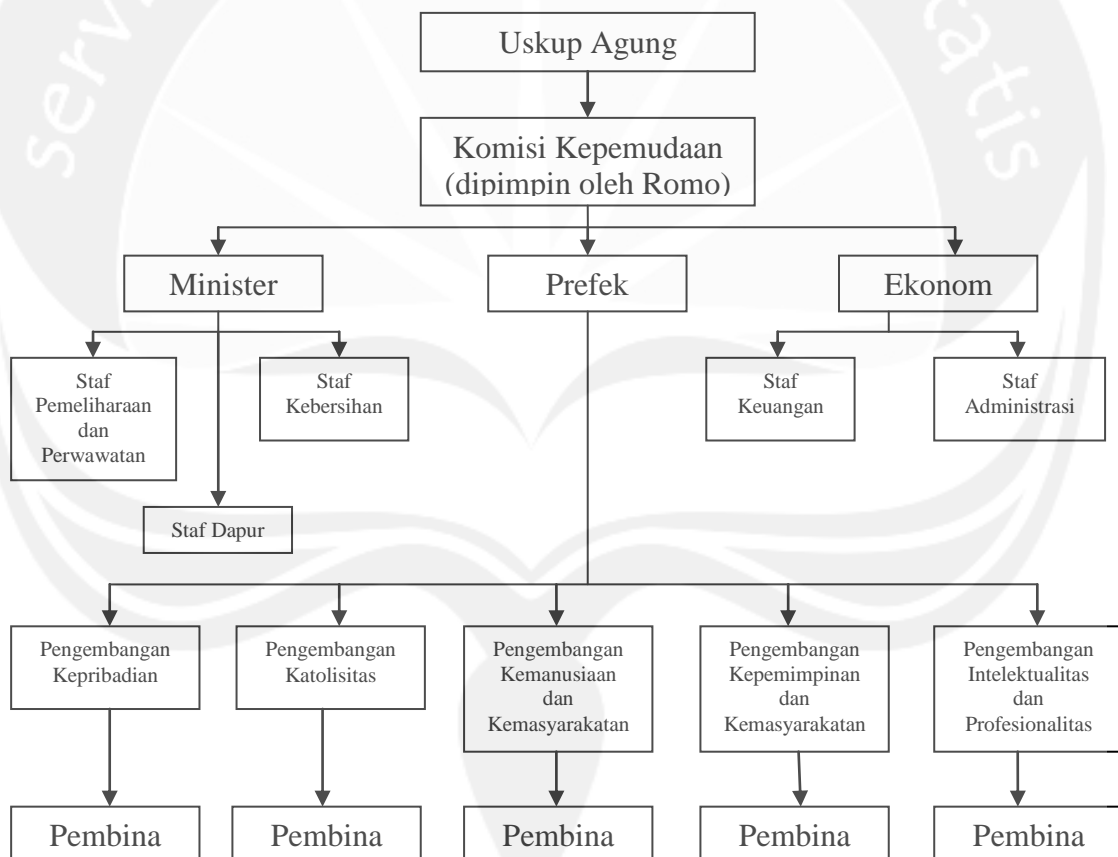 Uskup Agung
Komisi Kepemudaan
(dipimpin oleh Romo)
Minister
Prefek
Ekonom
Staf
Pemeliharaan
dan
Perwawatan
Staf
Kebersihan
Staf
Keuangan
Staf
Administrasi
Staf Dapur
Pengembangan
Kepribadian
Pengembangan
Katolisitas
Pengembangan
Kemanusiaan
dan
Kemasyarakatan
Pengembangan
Kepemimpinan
dan
Kemasyarakatan
Pengembangan
Intelektualitas
dan
Profesionalitas
Pembina
Pembina
Pembina
Pembina
Pembina